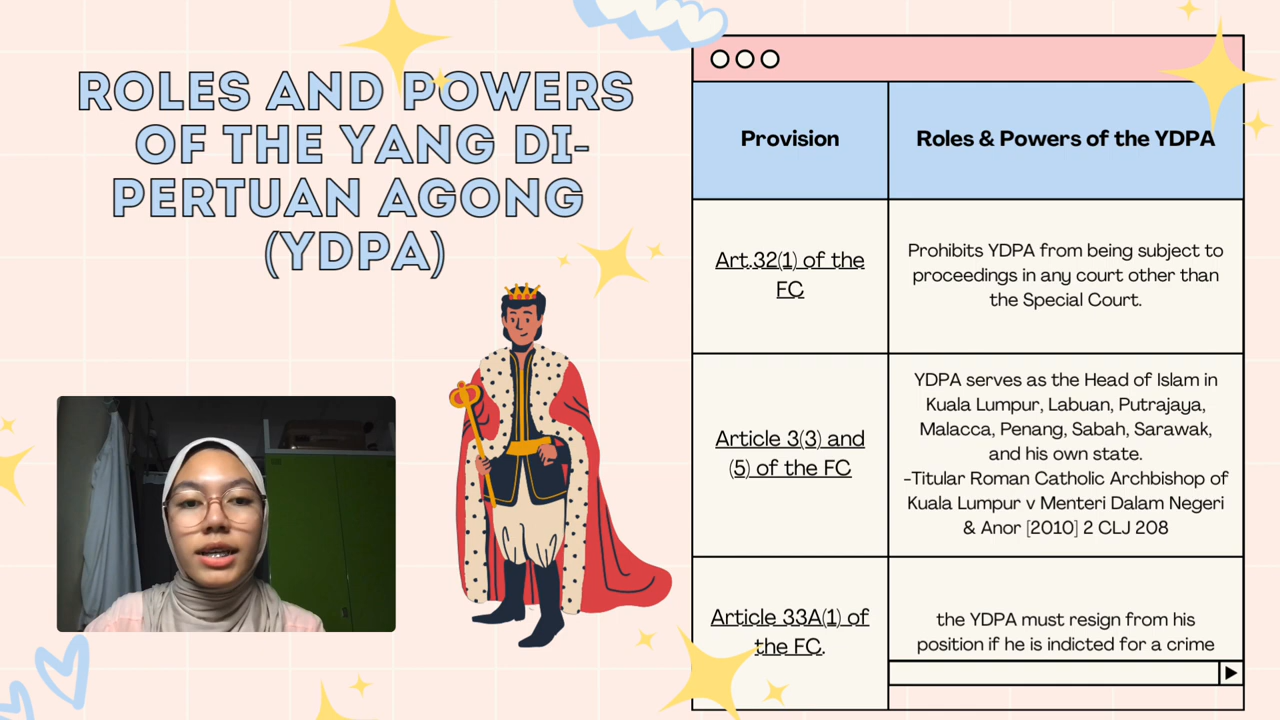 ROLES AND POWERS
OF THE YANG DI-
PERTUAN AGONG
(YDPA)
Provision
Roles & Powers of the YDPA
Art.32(1) of the
FC
Prohibits YDPA from being subject to
proceedings in any court other than
the Special Court.
Article 3(3) and
(5) of the FC
YDPA serves as the Head of Islam in
Kuala Lumpur, Labuan, Putrajaya,
Malacca, Penang, Sabah, Sarawak,
and his own state.
-Titular Roman Catholic Archbishop of
Kuala Lumpur v Menteri Dalam Negeri
& Anor [2010] 2 CLJ 208
Article 33A(1) of
the FC.
the YDPA must resign from his
position if he is indicted for a crime